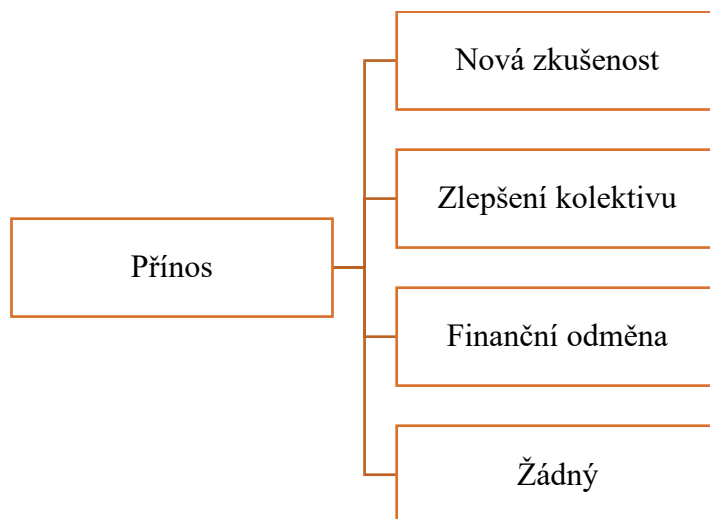 Nová zkušenost
Zlepšení kolektivu
Přínos
Finanční odměna
Žádný